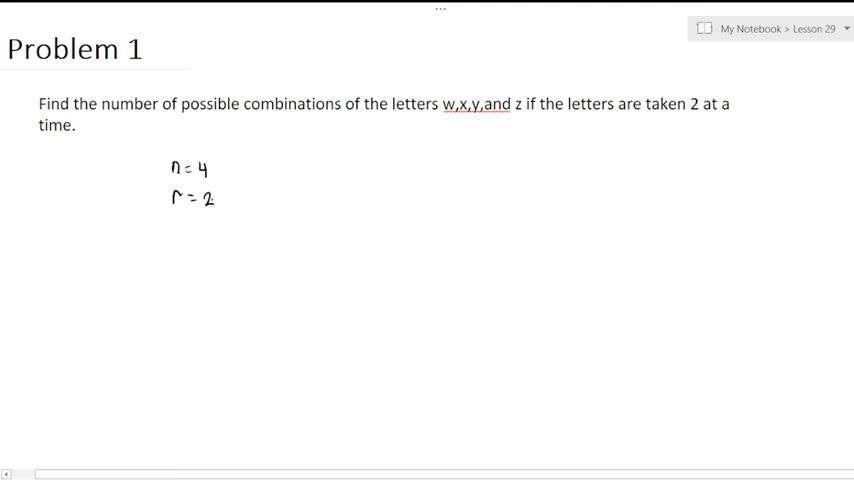 ...
My Notebook > Lesson 29
Problem 1
Find the number of possible combinations of the letters w,x,y,and z if the letters are taken 2 at a
time.
n = 4
r = 2